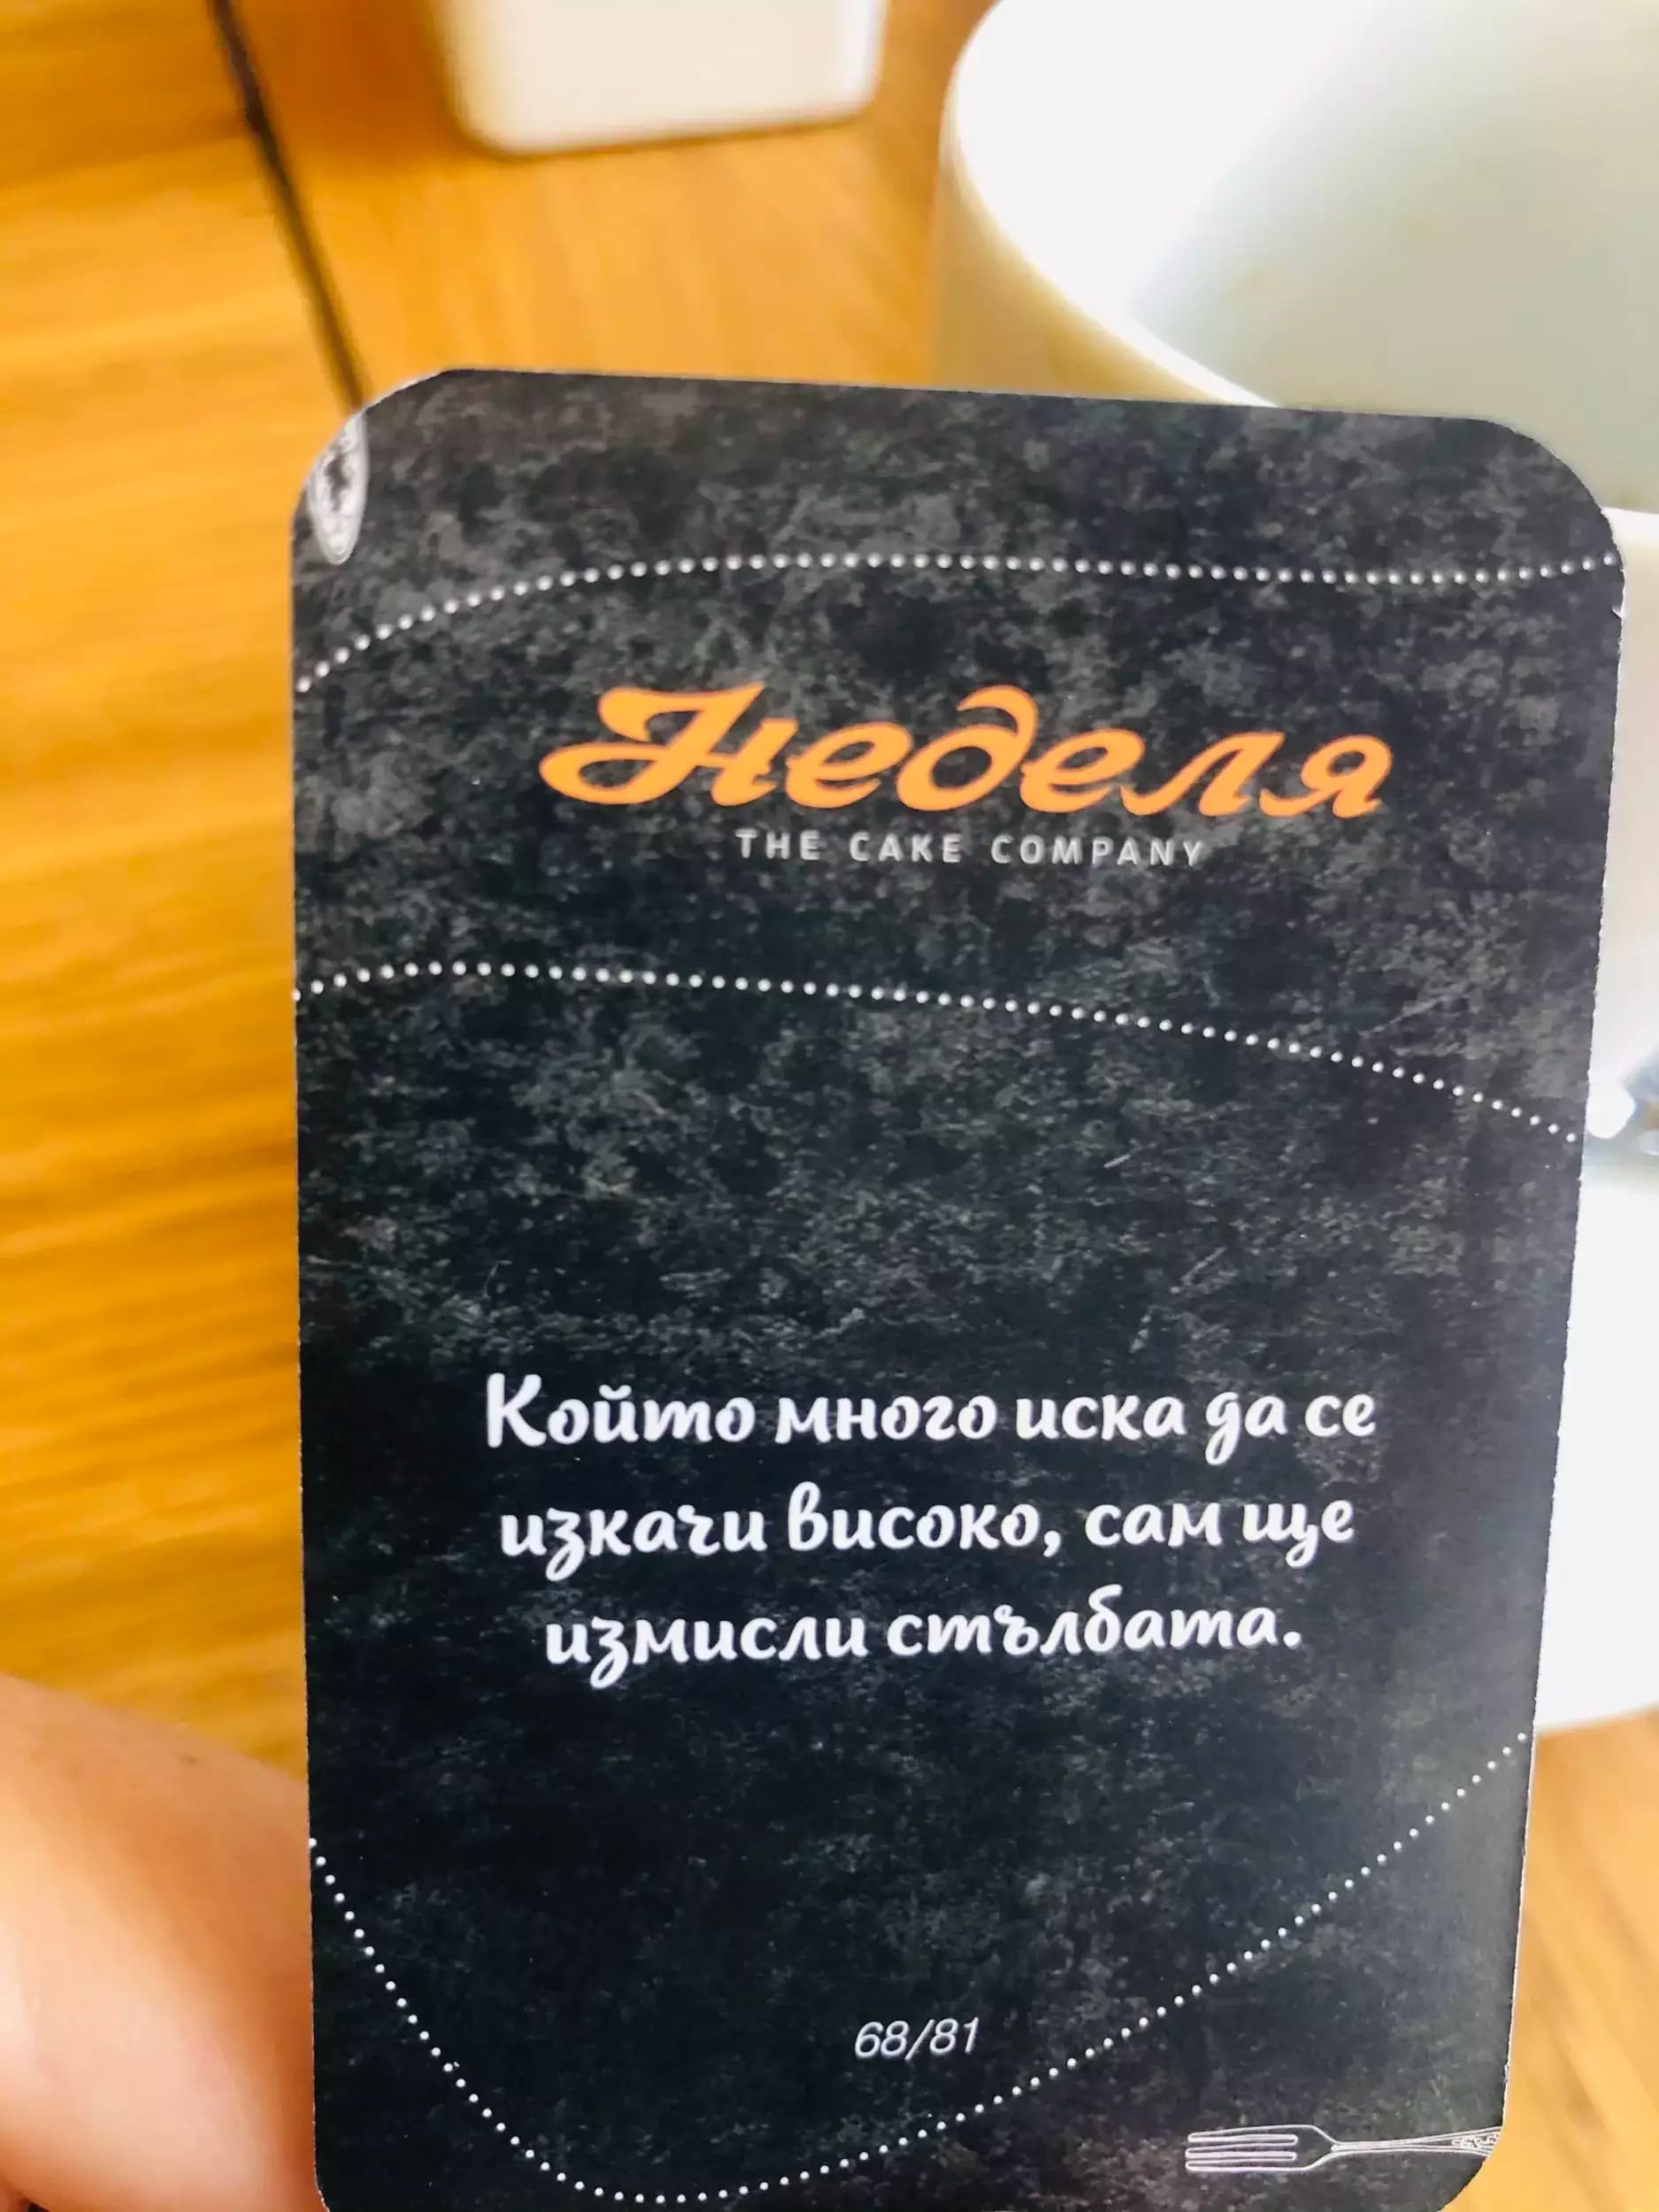 Неделя
THE CAKE COMPANY
Който много иска да се
изкачи високо, сам ще
измисли стълбата.
68/81